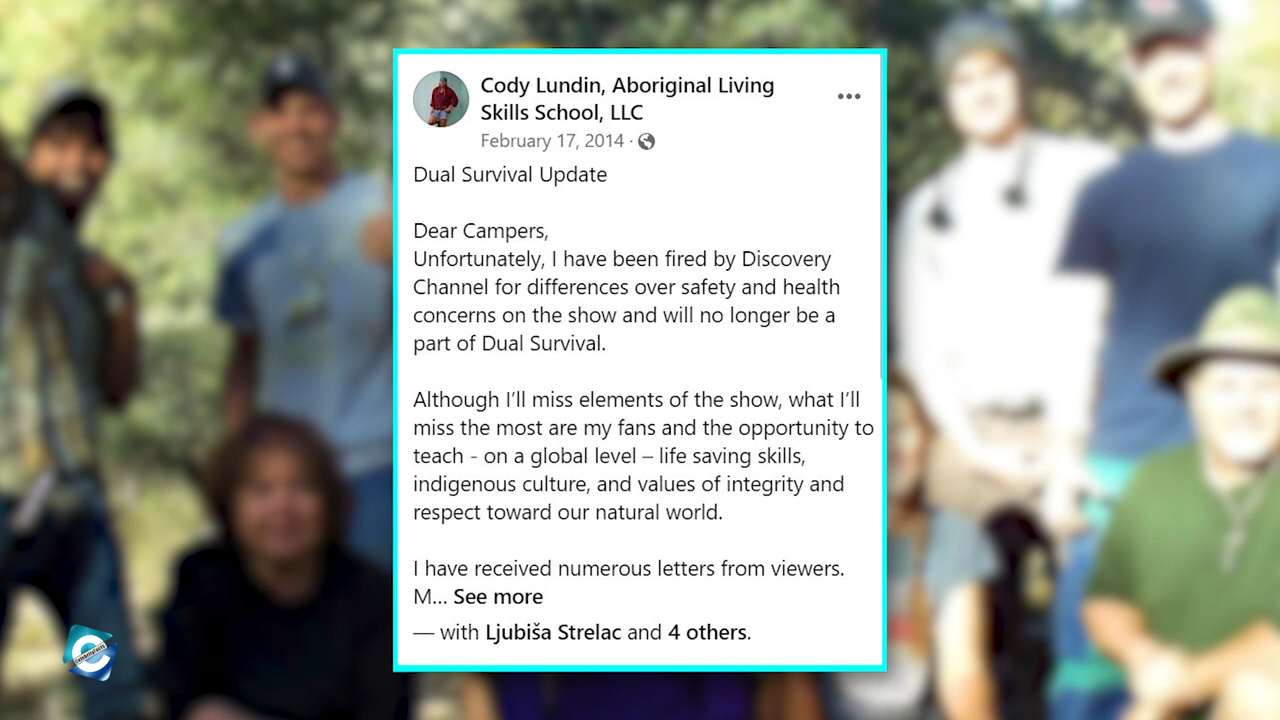 Cody Lundin, Aboriginal Living
Skills School, LLC
February 17, 2014 ·
Dual Survival Update
Dear Campers,
Unfortunately, I have been fired by Discovery
Channel for differences over safety and health
concerns on the show and will no longer be a
part of Dual Survival.
Although I’ll miss elements of the show, what I’ll
miss the most are my fans and the opportunity to
teach - on a global level – life saving skills,
indigenous culture, and values of integrity and
respect toward our natural world.
I have received numerous letters from viewers.
M... See more
— with Ljubiša Strelac and 4 others.